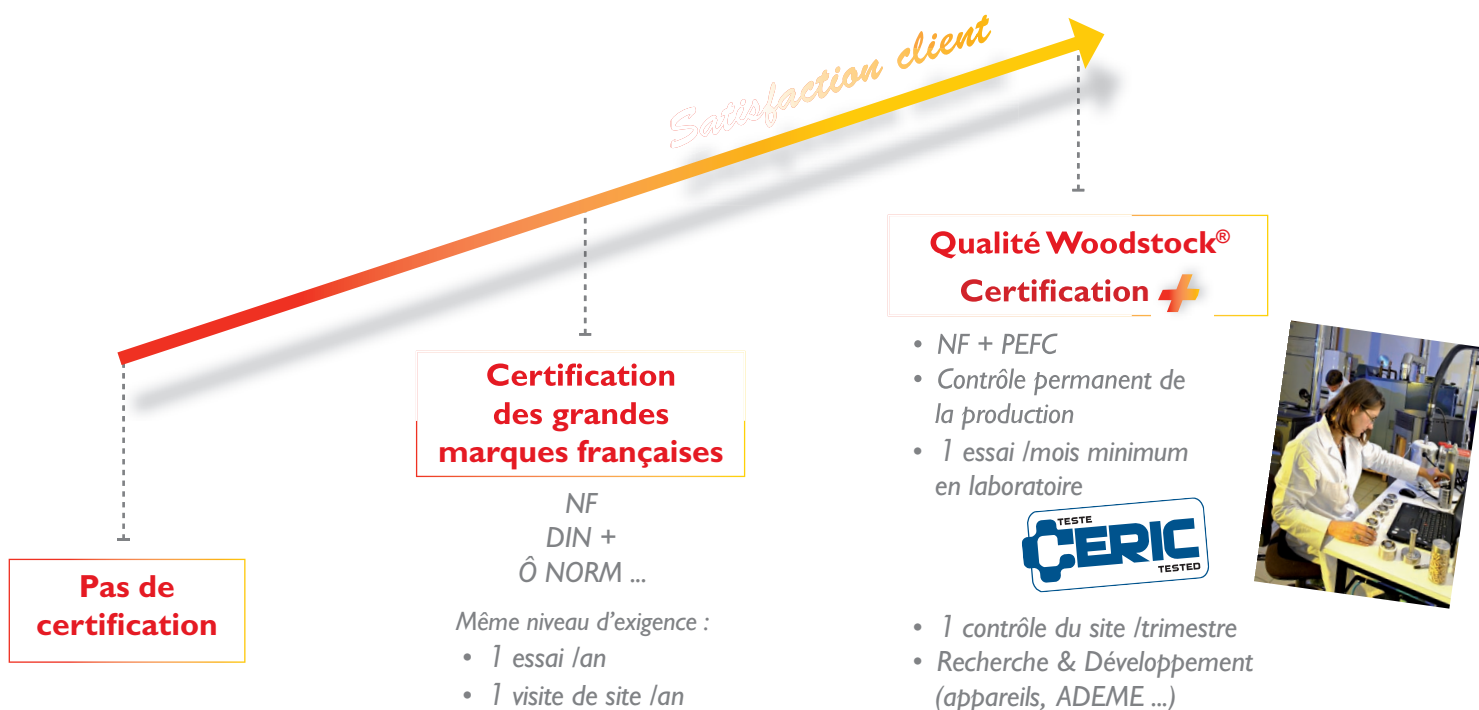 Satisfaction client
Pas de
certification
Certification
des grandes
marques françaises
NF
DIN +
Ô NORM ...
Même niveau d'exigence :
• 1 essai /an
• 1 visite de site /an
Qualité Woodstock®
Certification +
• NF + PEFC
• Contrôle permanent de
la production
• 1 essai /mois minimum
en laboratoire
TESTE
CERIC
TESTED
• 1 contrôle du site /trimestre
• Recherche & Développement
(appareils, ADEME ...)